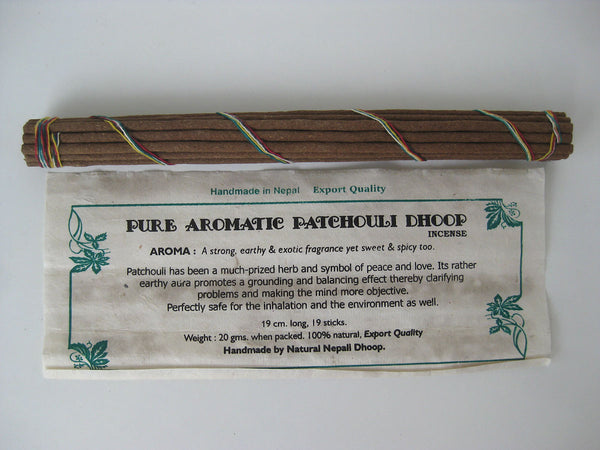 Handmade in Nepal Export Quality
PURE AROMATIC PATCHOULI DHOOP
INCENSE
AROMA : A strong, earthy & exotic fragrance yet sweet & spicy too.
Patchouli has been a much-prized herb and symbol of peace and love. Its rather
earthy aura promotes a grounding and balancing effect thereby clarifying
problems and making the mind more objective.
Perfectly safe for the inhalation and the environment as well.
19 cm. long, 19 sticks.
Weight : 20 gms. when packed. 100% natural, Export Quality
Handmade by Natural Nepali Dhoop.